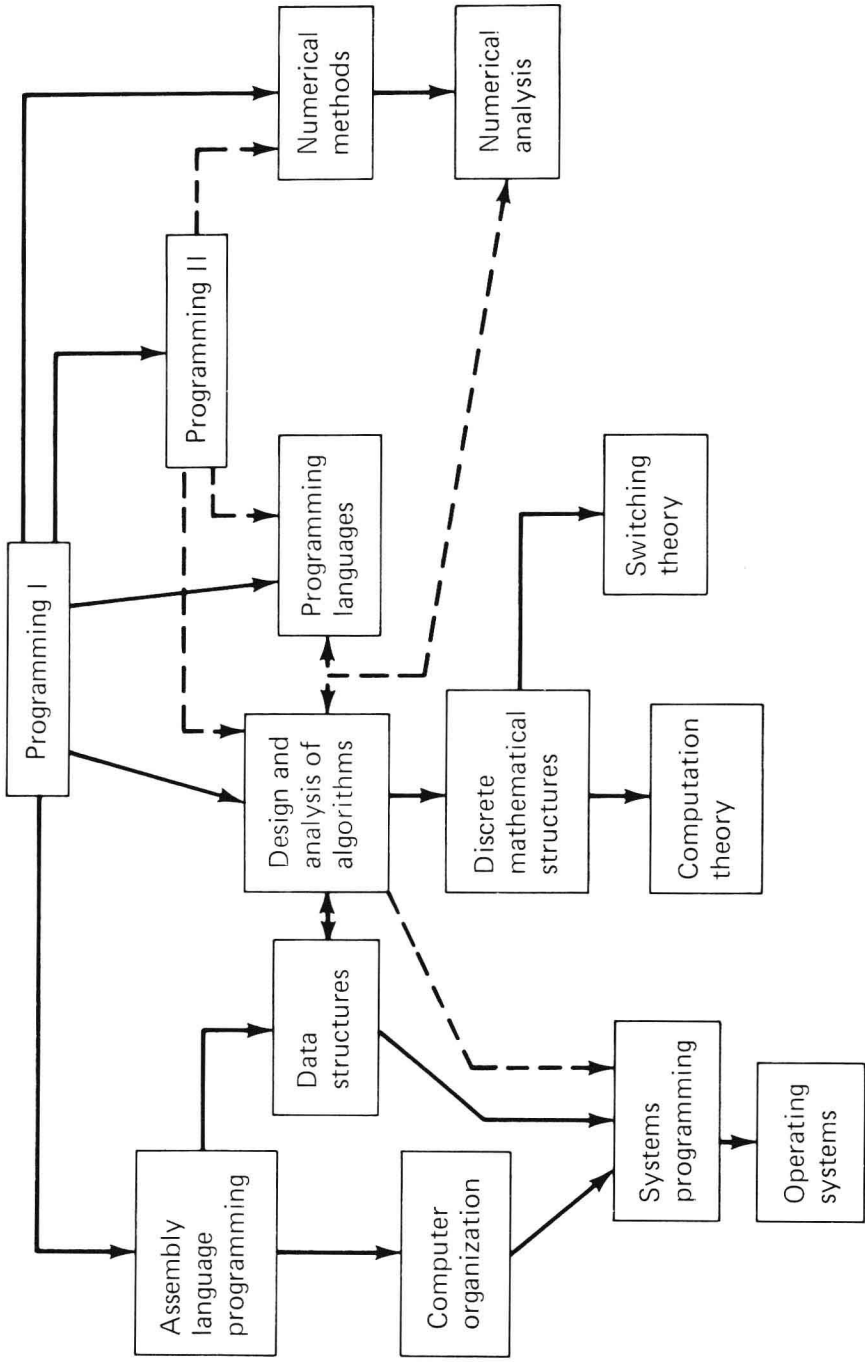 Programming I
Programming II
Assembly
language
programming
Data
structures
Design and
analysis of
algorithms
Programming
languages
Numerical
methods
Computer
organization
Discrete
mathematical
structures
Numerical
analysis
Systems
programming
Computation
theory
Switching
theory
Operating
systems